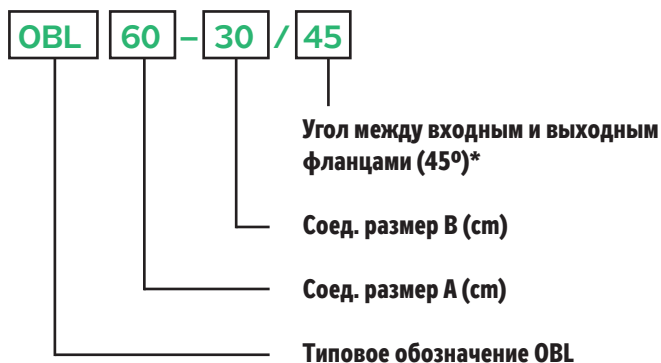 OBL 60 – 30 / 45
Угол между входным и выходным
фланцами (45º)*
Соед. размер B (cm)
Соед. размер A (cm)
Типовое обозначение OBL